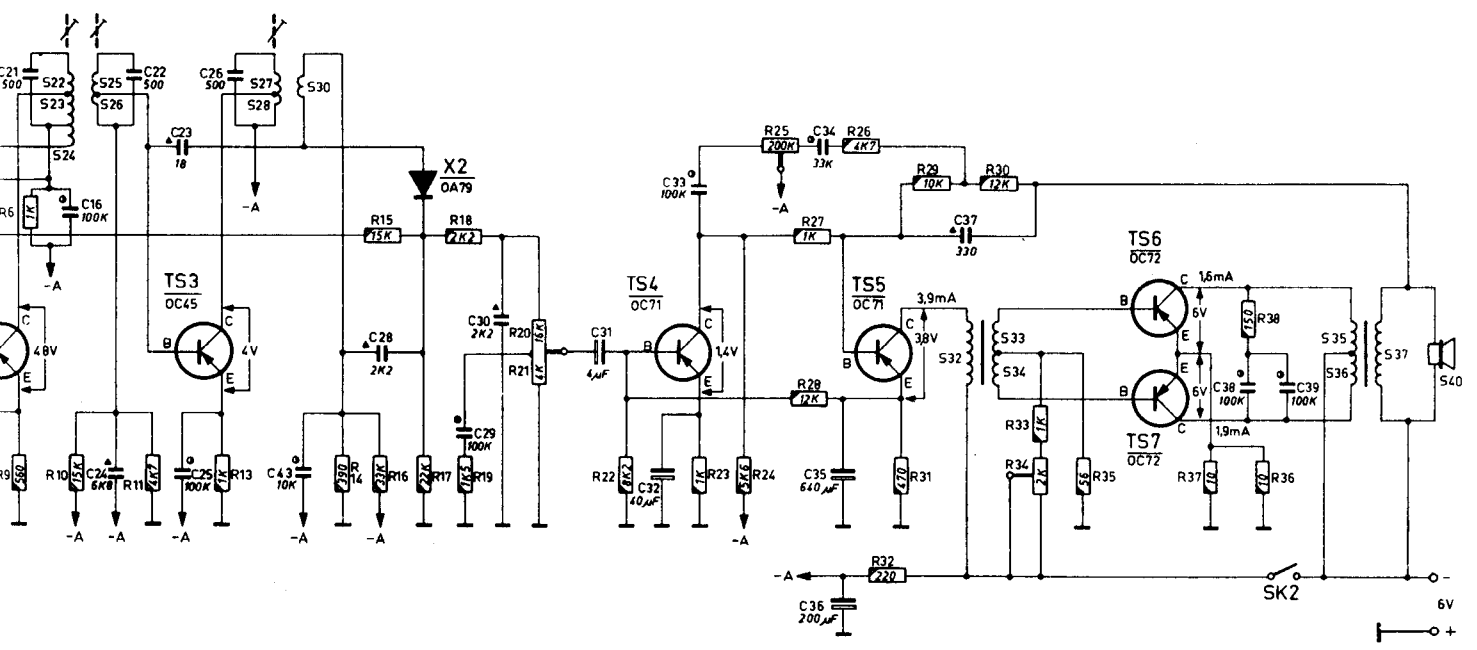 C21
500
S22
S23
S24
S25
S26
C22
500
C26
500
S27
S28
S30
C23
18
-A
X2
OA79
R6
1K
C16
100K
-A
R15
15K
R18
2K2
TS3
OC45
B
C
E
4V
C
E
4,8V
C28
2K2
C30
2K2
R20
16K
R21
4K
C31
4µF
C29
100K
R9
560
R10
15K
C24
6K8
R11
4K7
C25
100K
R13
1K
C43
10K
R14
390
R16
33K
R17
22K
R19
1K5
-A
-A
-A
-A
-A
R25
200K
C34
33K
R26
4K7
-A
C33
100K
R29
10K
R30
12K
R27
1K
C37
330
TS4
OC71
B
C
E
1,4V
TS5
OC71
B
C
E
3,9mA
3,8V
R28
12K
R22
8K2
C32
40µF
R23
1K
R24
5K6
-A
C35
640µF
R31
470
S32
S33
S34
R33
1K
R34
2K
R35
56
TS6
OC72
B
C
E
1,6mA
6V
TS7
OC72
B
C
E
1,9mA
6V
R38
150
C38
100K
C39
100K
R37
10
R36
10
S35
S36
S37
S40
-A
R32
220
C36
200µF
SK2
-
6V
+